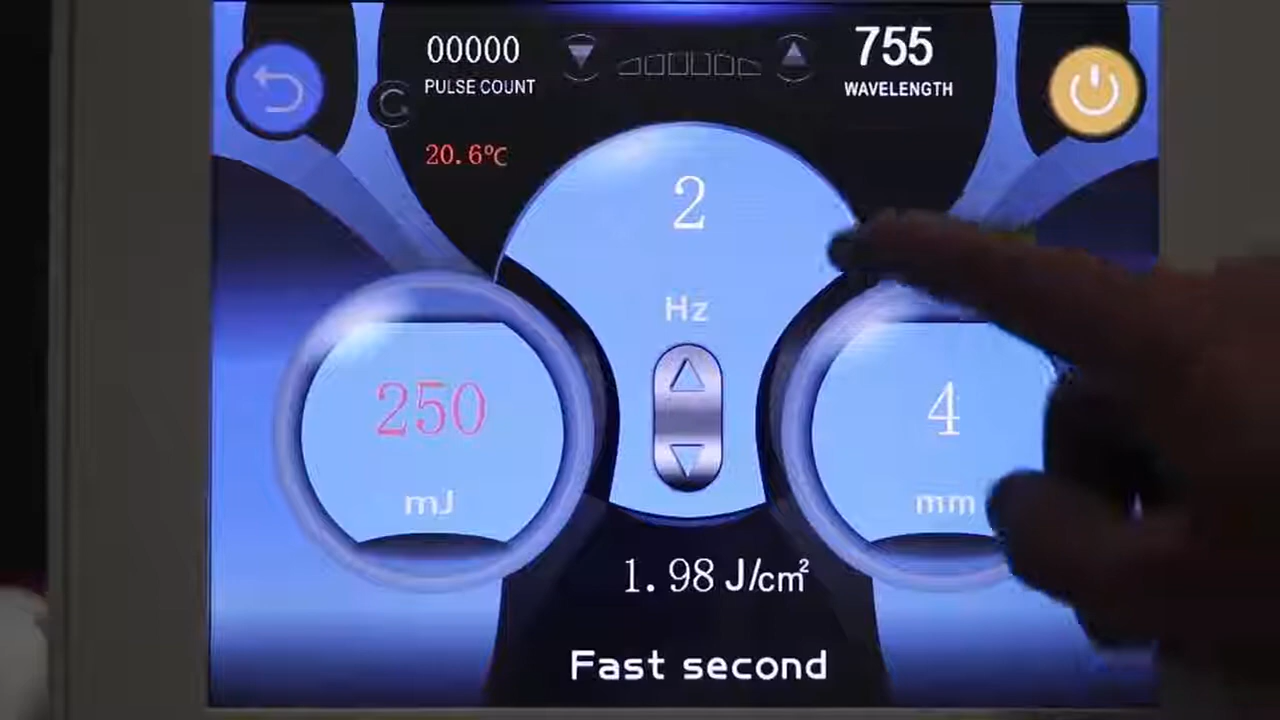 00000
PULSE COUNT
755
WAVELENGTH
20.6℃
2
Hz
250
mJ
4
mm
1.98 J/cm²
Fast second